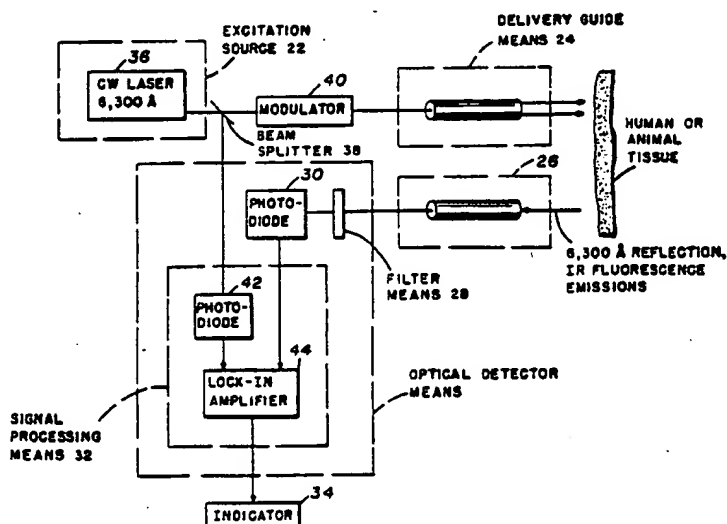 EXCITATION
SOURCE 22
36
CW LASER
6,300 Å
40
MODULATOR
DELIVERY GUIDE
MEANS 24
BEAM
SPLITTER 38
HUMAN OR
ANIMAL
TISSUE
30
PHOTO-
DIODE
26
FILTER
MEANS 28
6,300 Å REFLECTION,
IR FLUORESCENCE
EMISSIONS
42
PHOTO-
DIODE
44
LOCK-IN
AMPLIFIER
OPTICAL DETECTOR
MEANS
SIGNAL
PROCESSING
MEANS 32
34
INDICATOR